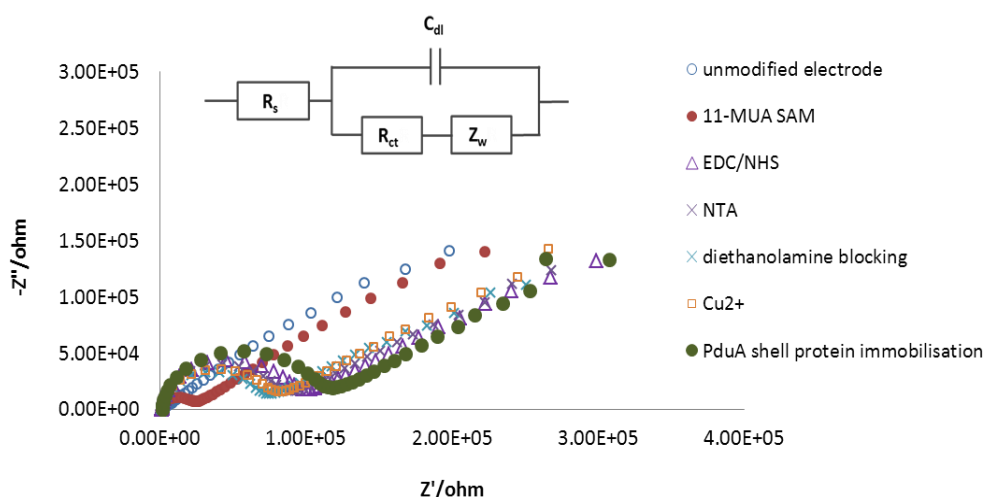 C_dl
R_s
R_ct
Z_w
3.00E+05
2.50E+05
2.00E+05
1.50E+05
1.00E+05
5.00E+04
0.00E+00
-Z"/ohm
0.00E+00 1.00E+05 2.00E+05 3.00E+05 4.00E+05
Z'/ohm
unmodified electrode
11-MUA SAM
EDC/NHS
NTA
diethanolamine blocking
Cu2+
PduA shell protein immobilisation